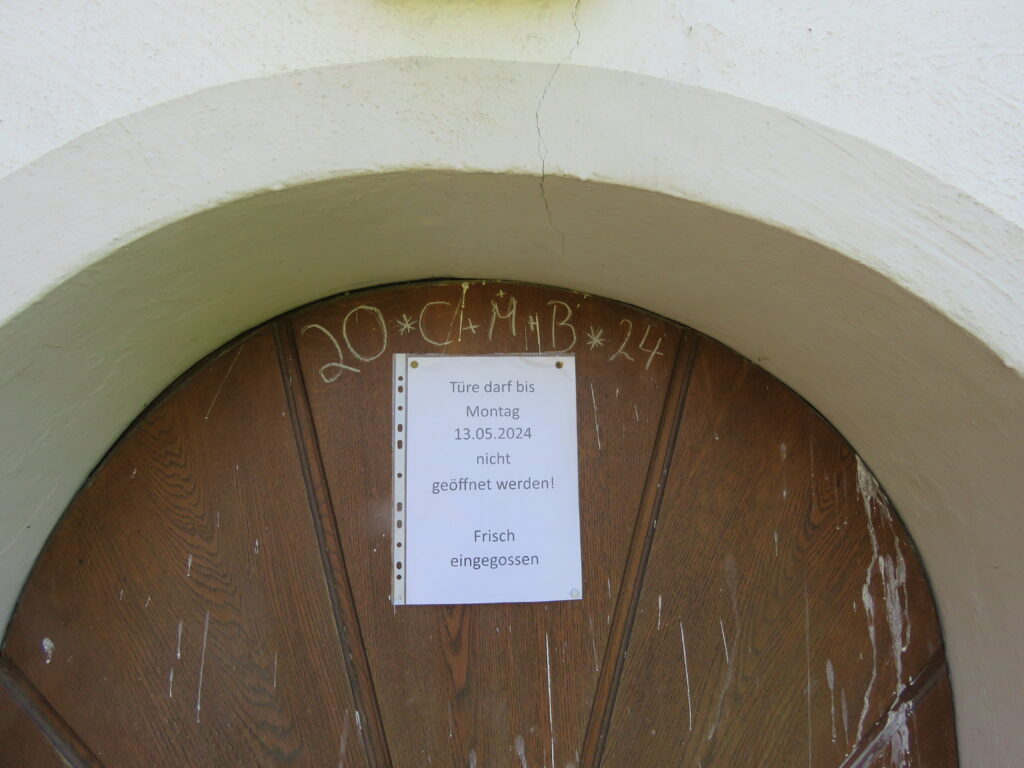 20*C+M+B*24
Türe darf bis
Montag
13.05.2024
nicht
geöffnet werden!
Frisch
eingegossen